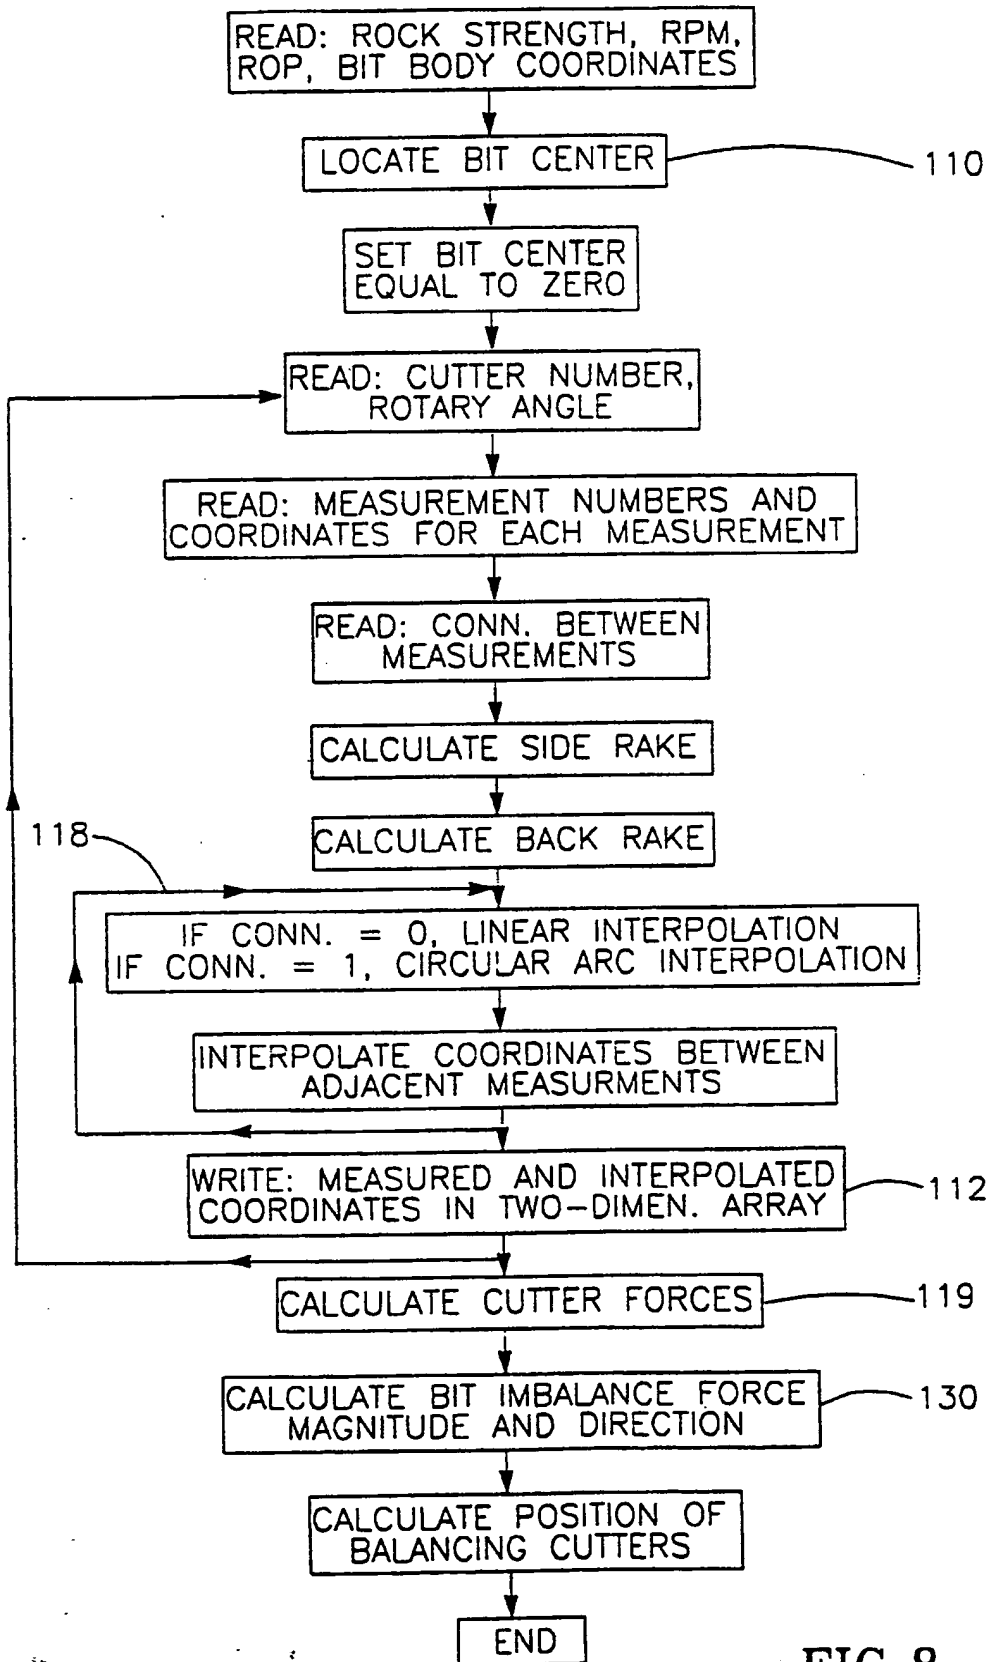 READ: ROCK STRENGTH, RPM,
ROP, BIT BODY COORDINATES
LOCATE BIT CENTER
110
SET BIT CENTER
EQUAL TO ZERO
READ: CUTTER NUMBER,
ROTARY ANGLE
READ: MEASUREMENT NUMBERS AND
COORDINATES FOR EACH MEASUREMENT
READ: CONN. BETWEEN
MEASUREMENTS
CALCULATE SIDE RAKE
CALCULATE BACK RAKE
118
IF CONN. = 0, LINEAR INTERPOLATION
IF CONN. = 1, CIRCULAR ARC INTERPOLATION
INTERPOLATE COORDINATES BETWEEN
ADJACENT MEASURMENTS
WRITE: MEASURED AND INTERPOLATED
COORDINATES IN TWO-DIMEN. ARRAY
112
CALCULATE CUTTER FORCES
119
CALCULATE BIT IMBALANCE FORCE
MAGNITUDE AND DIRECTION
130
CALCULATE POSITION OF
BALANCING CUTTERS
END
FIG. 8